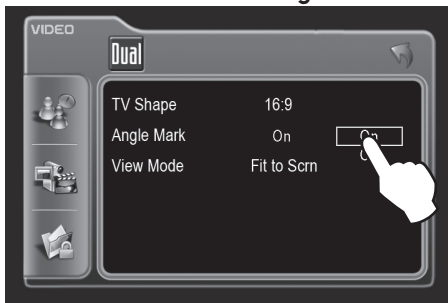 VIDEO
Dual
TV Shape 16:9
Angle Mark On On
View Mode Fit to Scrn